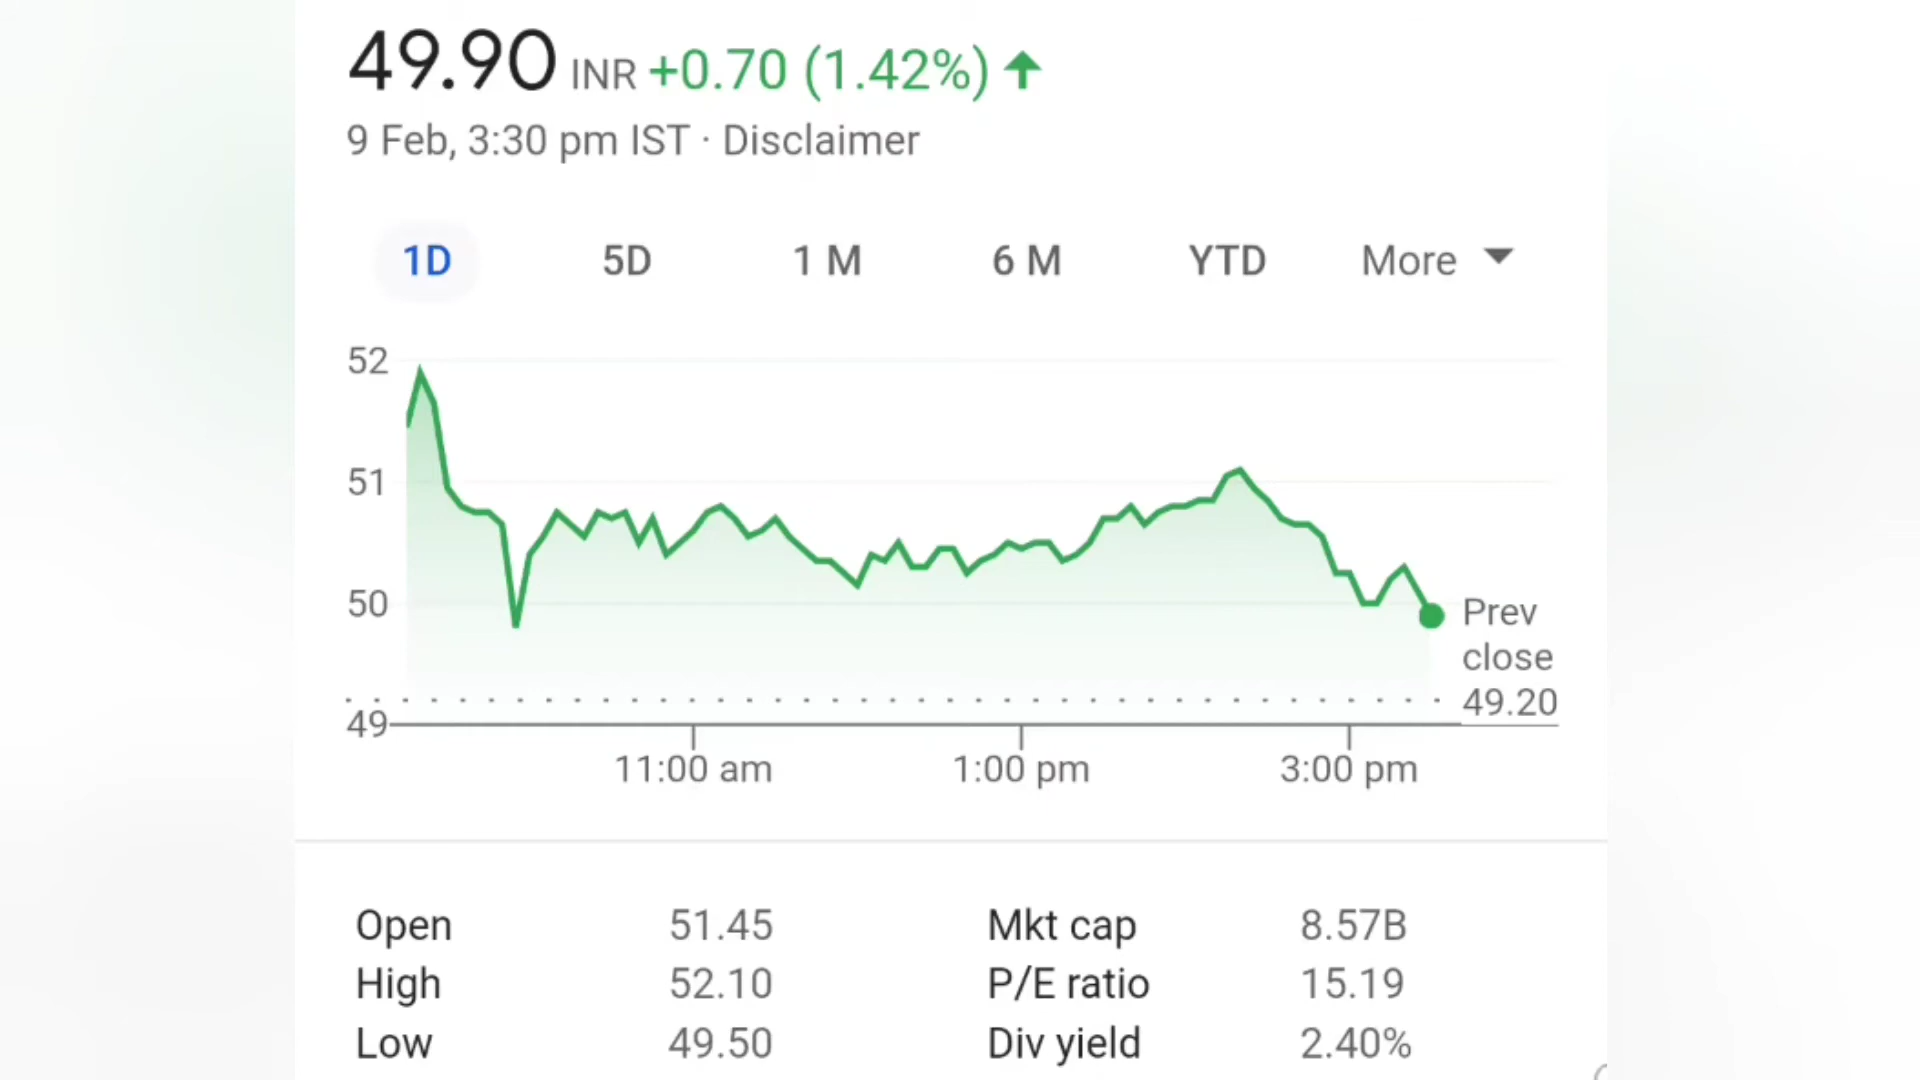 49.90 INR +0.70 (1.42%)
9 Feb, 3:30 pm IST · Disclaimer
1D 5D 1 M 6 M YTD More
52
51
50
49
Prev
close
49.20
11:00 am 1:00 pm 3:00 pm
Open 51.45 Mkt cap 8.57B
High 52.10 P/E ratio 15.19
Low 49.50 Div yield 2.40%